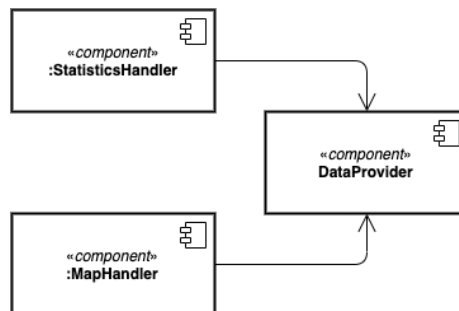 «component»
:StatisticsHandler
«component»
DataProvider
«component»
:MapHandler